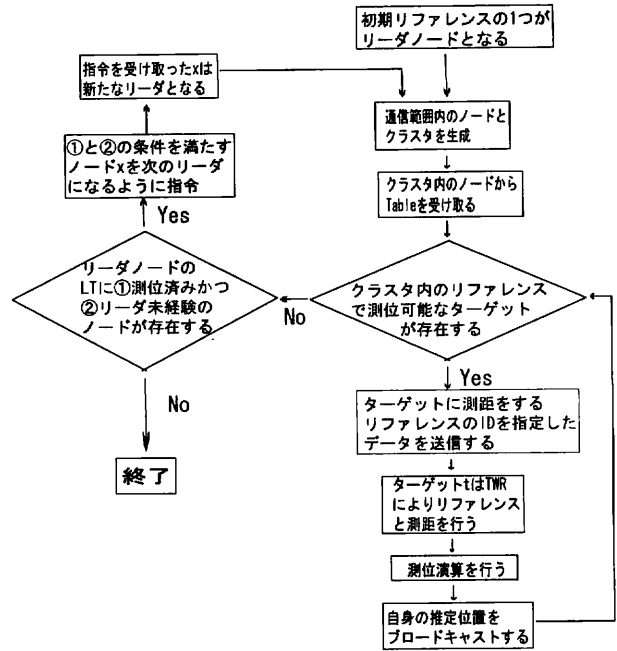 初期リファレンスの1つが
リーダノードとなる
指令を受け取ったxは
新たなリーダとなる
通信範囲内のノードと
クラスタを生成
①と②の条件を満たす
ノードxを次のリーダ
になるように指令
クラスタ内のノードから
Tableを受け取る
Yes
リーダノードの
LTに①測位済みかつ
②リーダ未経験の
ノードが存在する
クラスタ内のリファレンス
で測位可能なターゲット
が存在する
No
Yes
No
ターゲットに測距をする
リファレンスのIDを指定した
データを送信する
終了
ターゲットtはTWR
によりリファレンス
と測距を行う
測位演算を行う
自身の推定位置を
ブロードキャストする